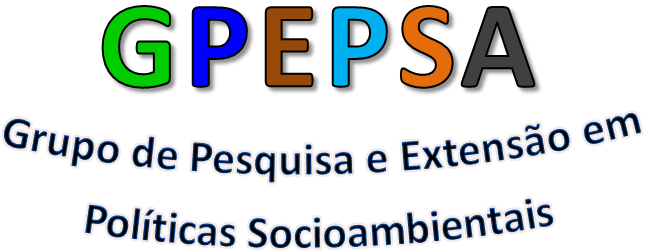 GPEPSA
Grupo de Pesquisa e Extensão em
Políticas Socioambientais